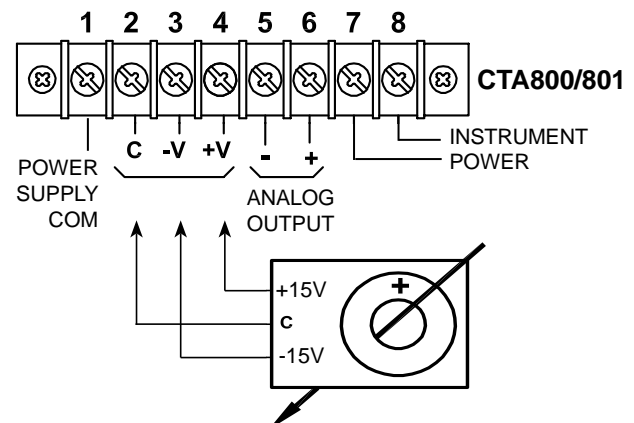 1 2 3 4 5 6 7 8
CTA800/801
C -V +V - +
INSTRUMENT
POWER
POWER
SUPPLY
COM
ANALOG
OUTPUT
+15V
C
-15V
+